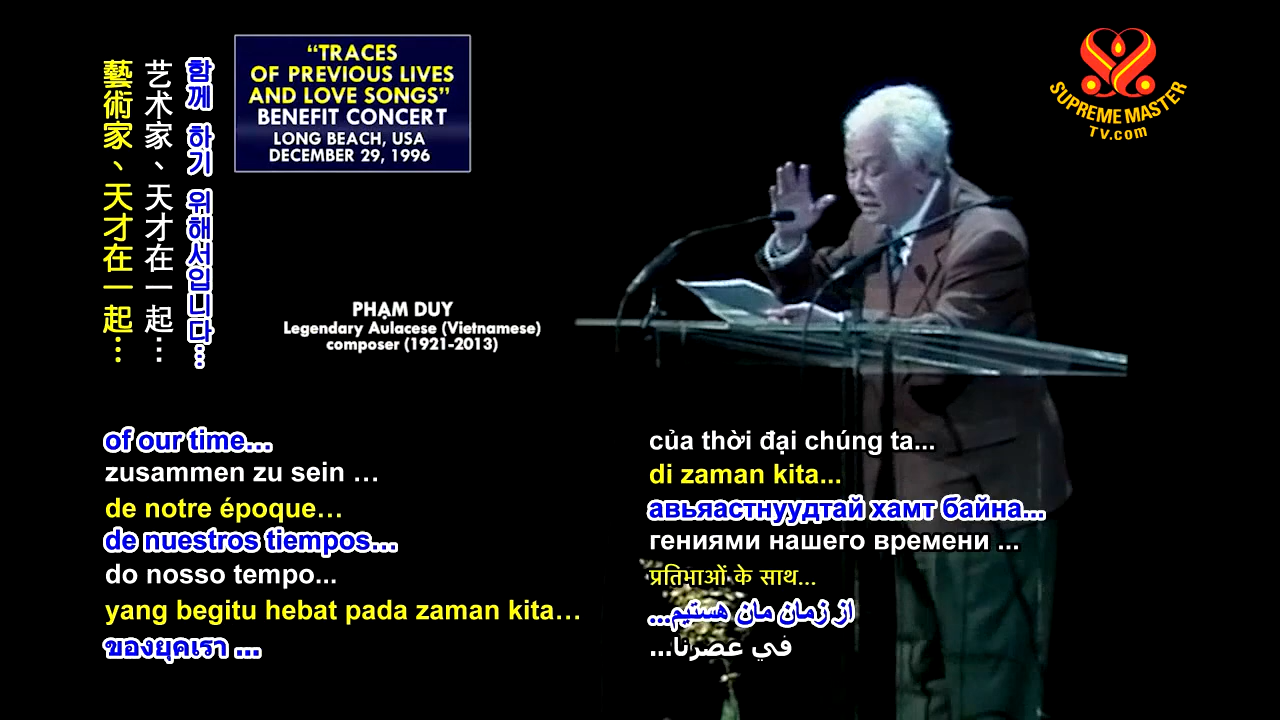 함께 하기 위해서입니다...
艺术家、天才在一起…
藝術家、天才在一起…
“TRACES
OF PREVIOUS LIVES
AND LOVE SONGS”
BENEFIT CONCERT
LONG BEACH, USA
DECEMBER 29, 1996
SUPREME MASTER
TV.com
PHẠM DUY
Legendary Aulacese (Vietnamese)
composer (1921-2013)
of our time...
zusammen zu sein …
de notre époque…
de nuestros tiempos...
do nosso tempo...
yang begitu hebat pada zaman kita…
ของยุคเรา ...
của thời đại chúng ta...
di zaman kita...
авьяастнуудтай хамт байна...
гениями нашего времени ...
प्रतिभाओं के साथ...
از زمان مان هستیم...
في عصرنا...